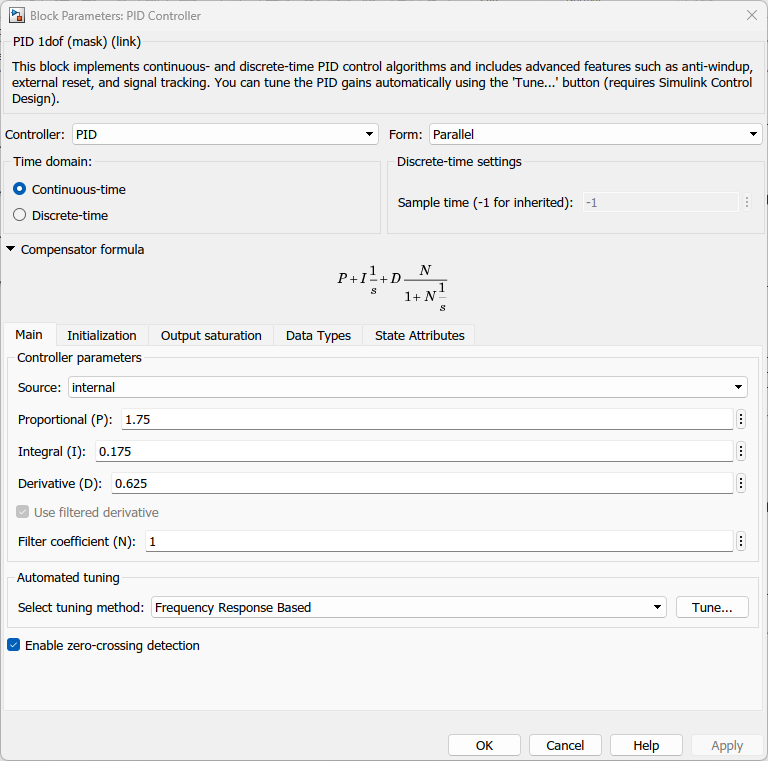 Block Parameters: PID Controller
PID 1dof (mask) (link)
This block implements continuous- and discrete-time PID control algorithms and includes advanced features such as anti-windup,
external reset, and signal tracking. You can tune the PID gains automatically using the 'Tune...' button (requires Simulink Control
Design).
Controller: PID Form: Parallel
Time domain: Discrete-time settings
Continuous-time
Sample time (-1 for inherited): -1
Discrete-time
Compensator formula
P + I 1/s + D N/(1 + N 1/s)
Main Initialization Output saturation Data Types State Attributes
Controller parameters
Source: internal
Proportional (P): 1.75
Integral (I): 0.175
Derivative (D): 0.625
Use filtered derivative
Filter coefficient (N): 1
Automated tuning
Select tuning method: Frequency Response Based Tune...
Enable zero-crossing detection
OK Cancel Help Apply